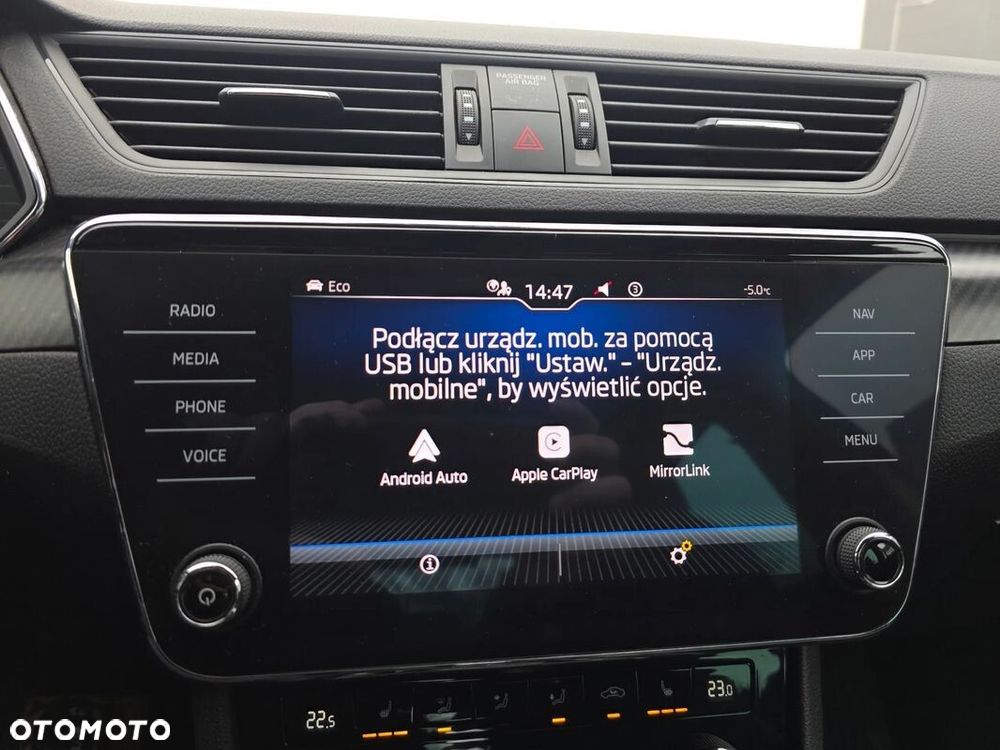 PASSENGER
AIR BAG
Eco
14:47
3
-5.0°C
RADIO
MEDIA
PHONE
VOICE
Podłącz urządz. mob. za pomocą
USB lub kliknij "Ustaw." - "Urządz.
mobilne", by wyświetlić opcje.
Android Auto
Apple CarPlay
MirrorLink
NAV
APP
CAR
MENU
22.5
23.0
OTOMOTO